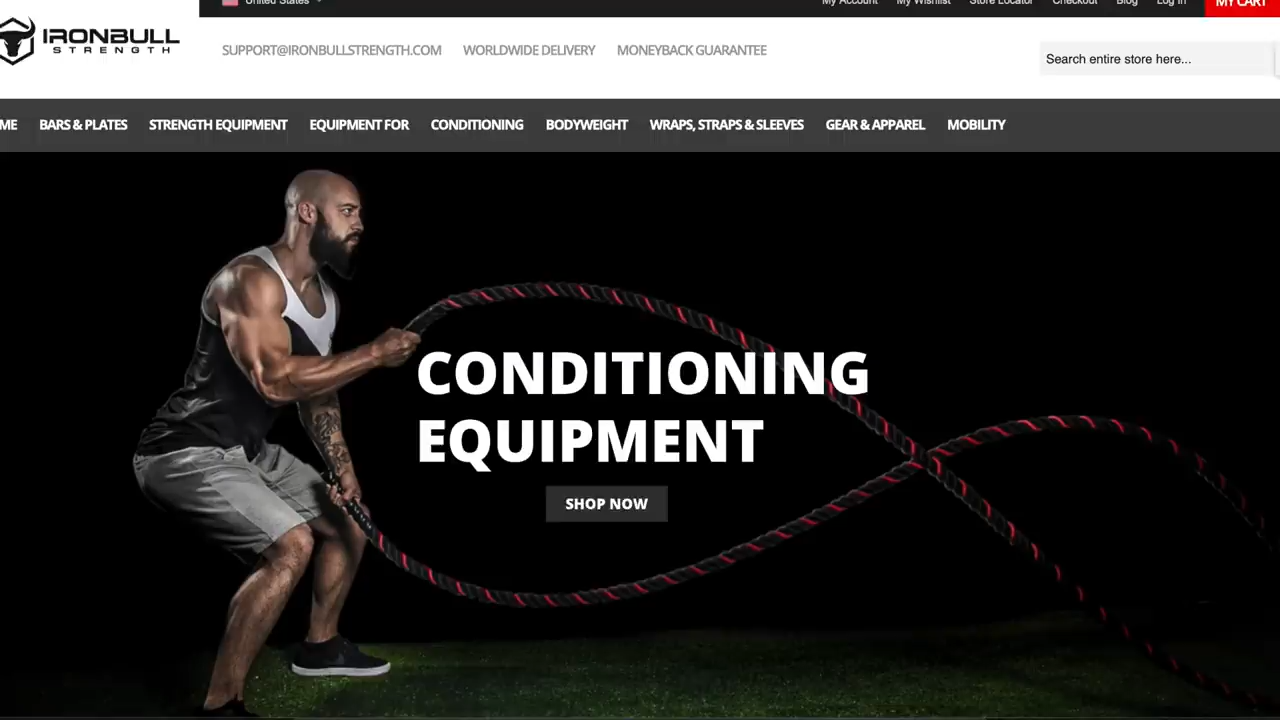 United States
My Account My Wishlist Store Locator Checkout Blog Log In MY CART
IRONBULL
STRENGTH
SUPPORT@IRONBULLSTRENGTH.COM WORLDWIDE DELIVERY MONEYBACK GUARANTEE
Search entire store here...
ME BARS & PLATES STRENGTH EQUIPMENT EQUIPMENT FOR CONDITIONING BODYWEIGHT WRAPS, STRAPS & SLEEVES GEAR & APPAREL MOBILITY
CONDITIONING
EQUIPMENT
SHOP NOW